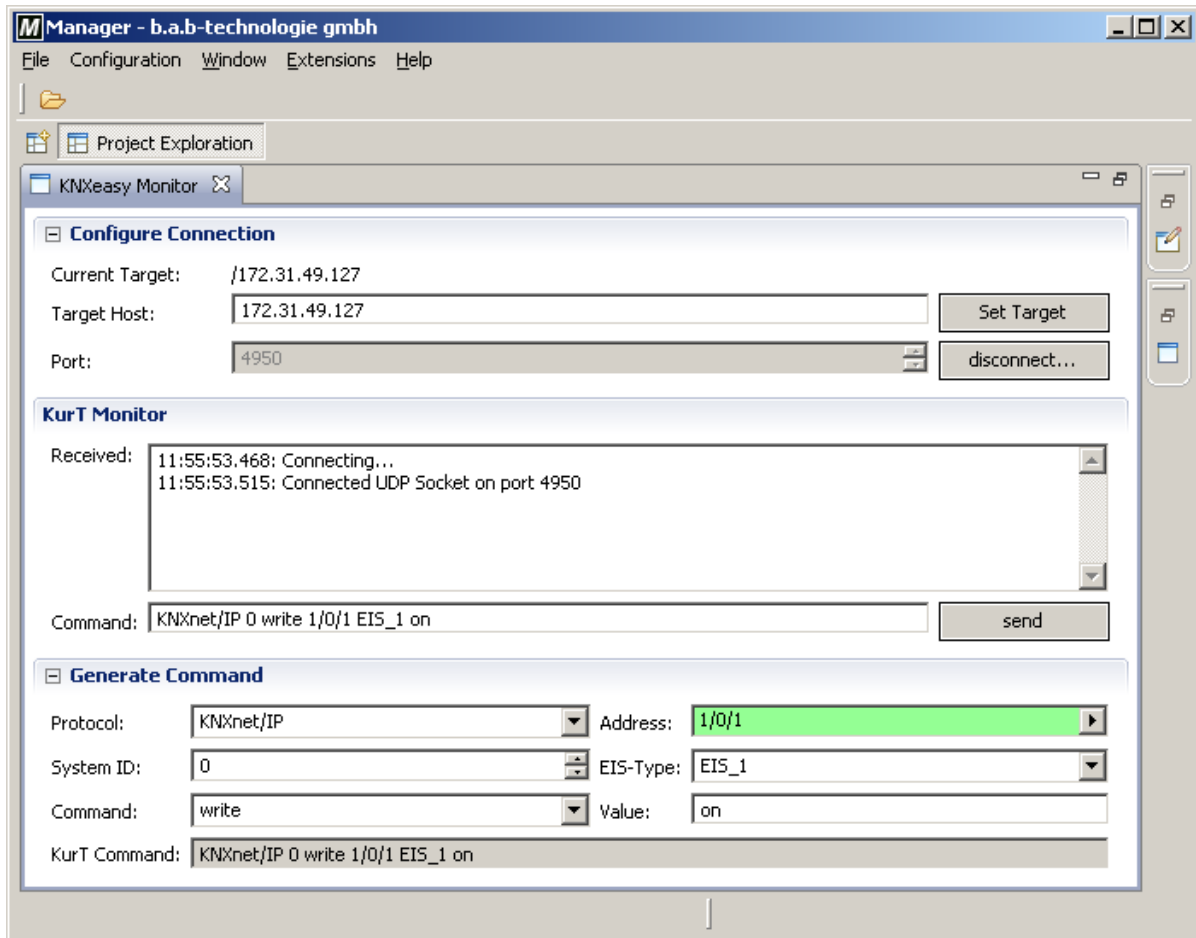 Manager - b.a.b-technologie gmbh
File Configuration Window Extensions Help
Project Exploration
KNXeasy Monitor
Configure Connection
Current Target: /172.31.49.127
Target Host: 172.31.49.127 Set Target
Port: 4950 disconnect...
KurT Monitor
Received: 11:55:53.468: Connecting...
11:55:53.515: Connected UDP Socket on port 4950
Command: KNXnet/IP 0 write 1/0/1 EIS_1 on send
Generate Command
Protocol: KNXnet/IP Address: 1/0/1
System ID: 0 EIS-Type: EIS_1
Command: write Value: on
KurT Command: KNXnet/IP 0 write 1/0/1 EIS_1 on